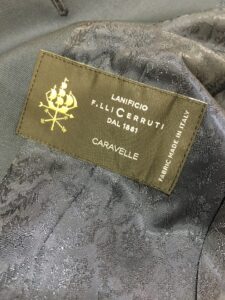 LANIFICIO
F.LLI CERRUTI
DAL 1881
CARAVELLE
FABRIC MADE IN ITALY